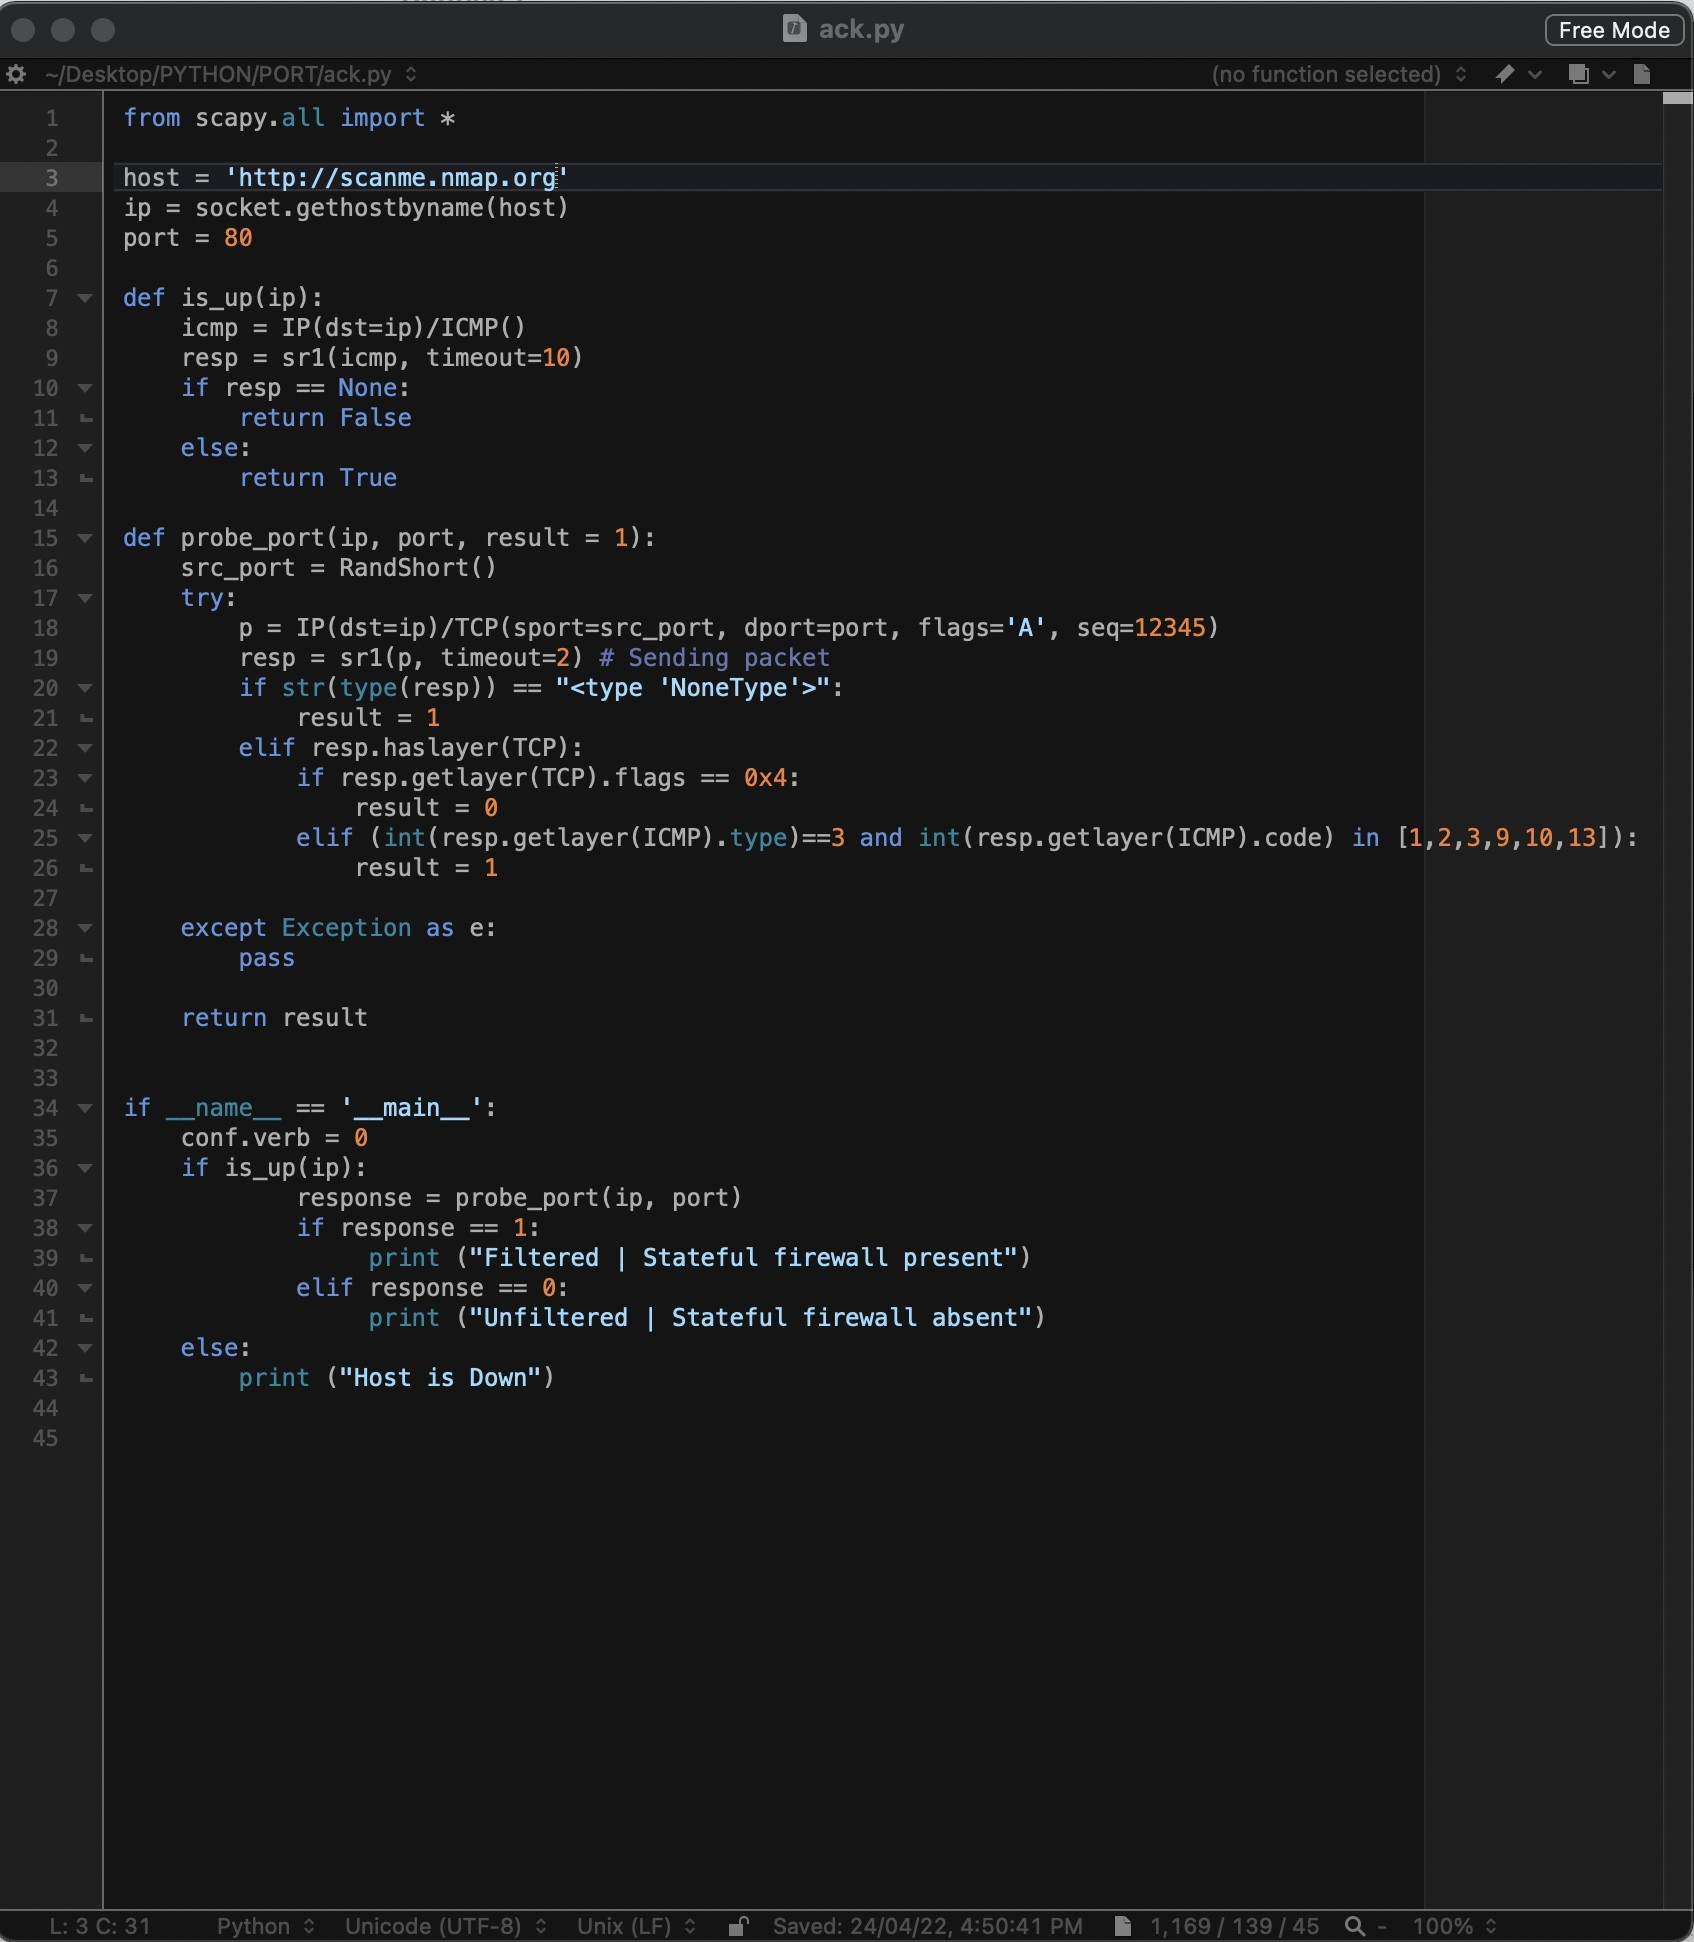 ack.py
Free Mode
~/Desktop/PYTHON/PORT/ack.py
(no function selected)
1 from scapy.all import *
2
3 host = 'http://scanme.nmap.org'
4 ip = socket.gethostbyname(host)
5 port = 80
6
7 def is_up(ip):
8     icmp = IP(dst=ip)/ICMP()
9     resp = sr1(icmp, timeout=10)
10     if resp == None:
11         return False
12     else:
13         return True
14
15 def probe_port(ip, port, result = 1):
16     src_port = RandShort()
17     try:
18         p = IP(dst=ip)/TCP(sport=src_port, dport=port, flags='A', seq=12345)
19         resp = sr1(p, timeout=2) # Sending packet
20         if str(type(resp)) == "<type 'NoneType'>":
21             result = 1
22         elif resp.haslayer(TCP):
23             if resp.getlayer(TCP).flags == 0x4:
24                 result = 0
25             elif (int(resp.getlayer(ICMP).type)==3 and int(resp.getlayer(ICMP).code) in [1,2,3,9,10,13]):
26                 result = 1
27
28     except Exception as e:
29         pass
30
31     return result
32
33
34 if __name__ == '__main__':
35     conf.verb = 0
36     if is_up(ip):
37             response = probe_port(ip, port)
38             if response == 1:
39                  print ("Filtered | Stateful firewall present")
40             elif response == 0:
41                  print ("Unfiltered | Stateful firewall absent")
42     else:
43         print ("Host is Down")
44
45
L: 3 C: 31 Python Unicode (UTF-8) Unix (LF) Saved: 24/04/22, 4:50:41 PM 1,169 / 139 / 45 - 100%